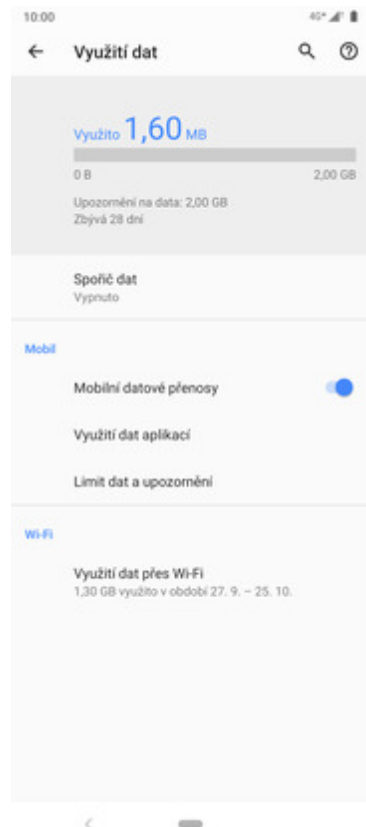 10:00 4G+
Využití dat
Využito 1,60 MB
0 B 2,00 GB
Upozornění na data: 2,00 GB
Zbývá 28 dní
Spořič dat
Vypnuto
Mobil
Mobilní datové přenosy
Využití dat aplikací
Limit dat a upozornění
Wi-Fi
Využití dat přes Wi-Fi
1,30 GB využito v období 27. 9. – 25. 10.